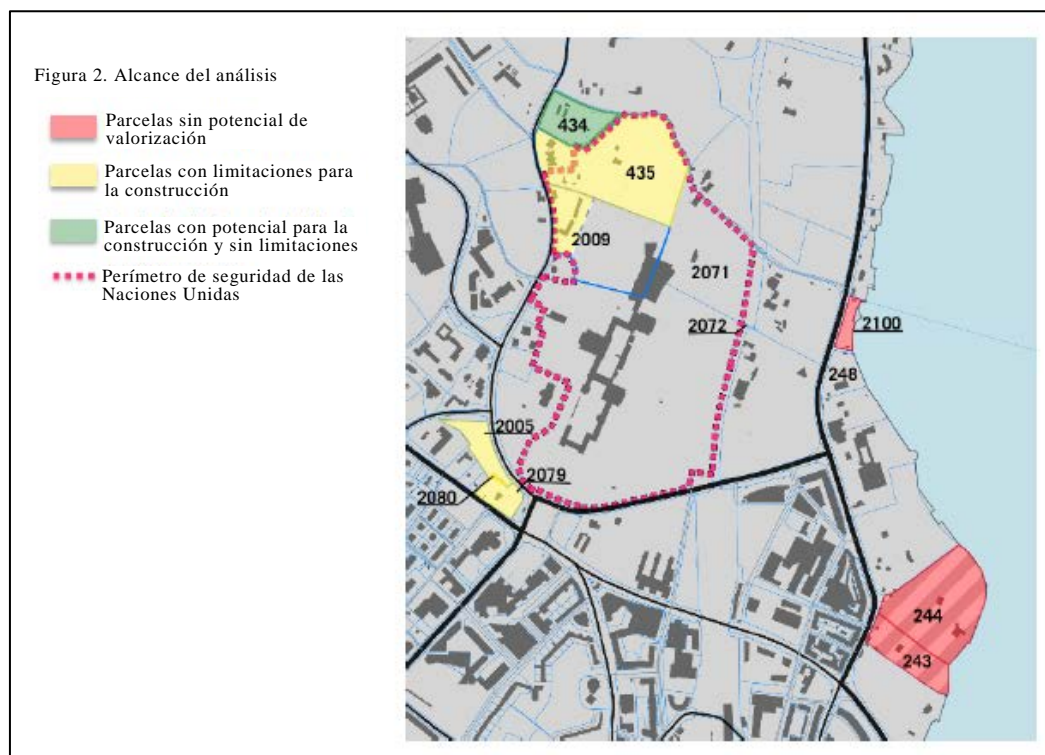 Figura 2. Alcance del análisis
Parcelas sin potencial de
valorización
Parcelas con limitaciones para
la construcción
Parcelas con potencial para la
construcción y sin limitaciones
Perímetro de seguridad de las
Naciones Unidas
434
435
2009
2071
2072
2100
248
2005
2079
2080
244
243